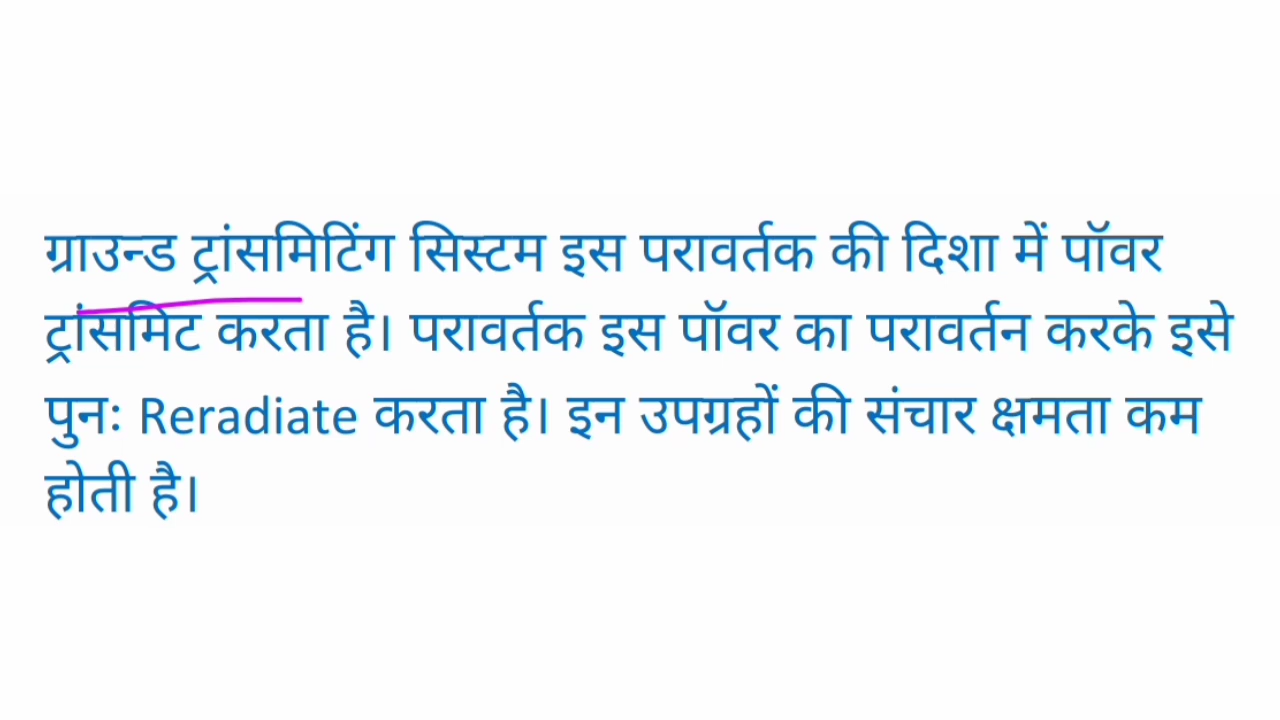 ग्राउन्ड ट्रांसमिटिंग सिस्टम इस परावर्तक की दिशा में पॉवर
ट्रांसमिट करता है। परावर्तक इस पॉवर का परावर्तन करके इसे
पुनः Reradiate करता है। इन उपग्रहों की संचार क्षमता कम
होती है।